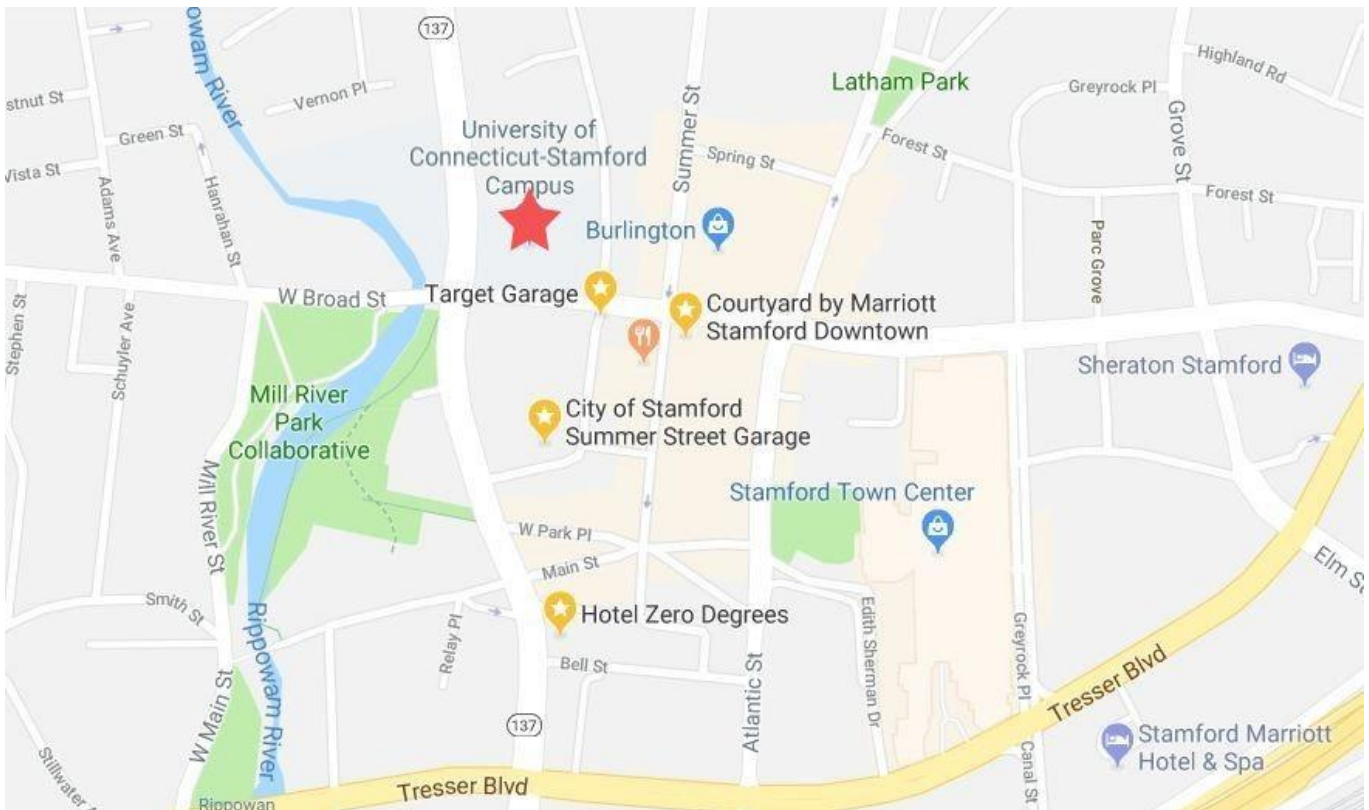 owam River
137
Vernon Pl
stnut St
Green St
Vista St
Adams Ave
Hanrahan St
University of
Connecticut-Stamford
Campus
Summer St
Spring St
Latham Park
Forest St
Greyrock Pl
Grove St
Highland Rd
Forest St
Parc Grove
Burlington
Target Garage
W Broad St
Courtyard by Marriott
Stamford Downtown
Sheraton Stamford
Stephen St
Schuyler Ave
Mill River
Park
Collaborative
City of Stamford
Summer Street Garage
Mill River St
Stamford Town Center
W Park Pl
Main St
Elm St
Smith St
Rippowam River
Relay Pl
Hotel Zero Degrees
Bell St
Edith Sherman Dr
Greyrock Pl
Atlantic St
Tresser Blvd
W Main St
137
Canal St
Stamford Marriott
Hotel & Spa
Stillwater A
Tresser Blvd
Rippowan